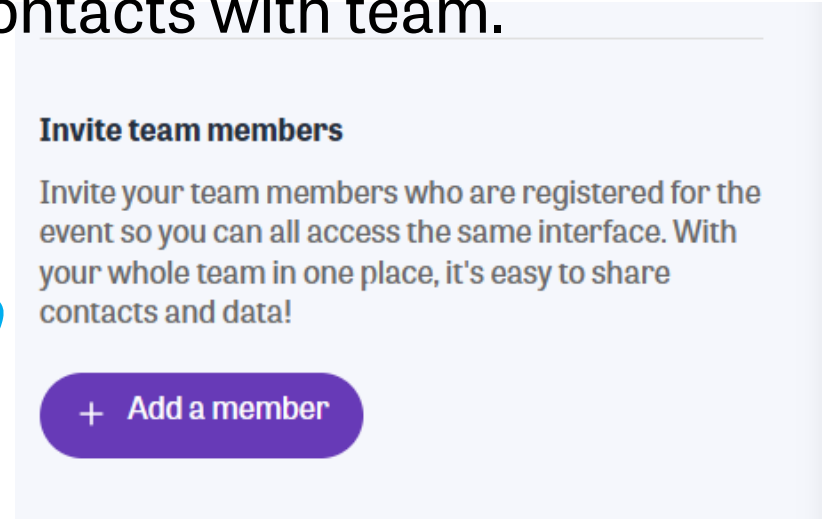 ontacts with team.
Invite team members
Invite your team members who are registered for the
event so you can all access the same interface. With
your whole team in one place, it's easy to share
contacts and data!
+ Add a member